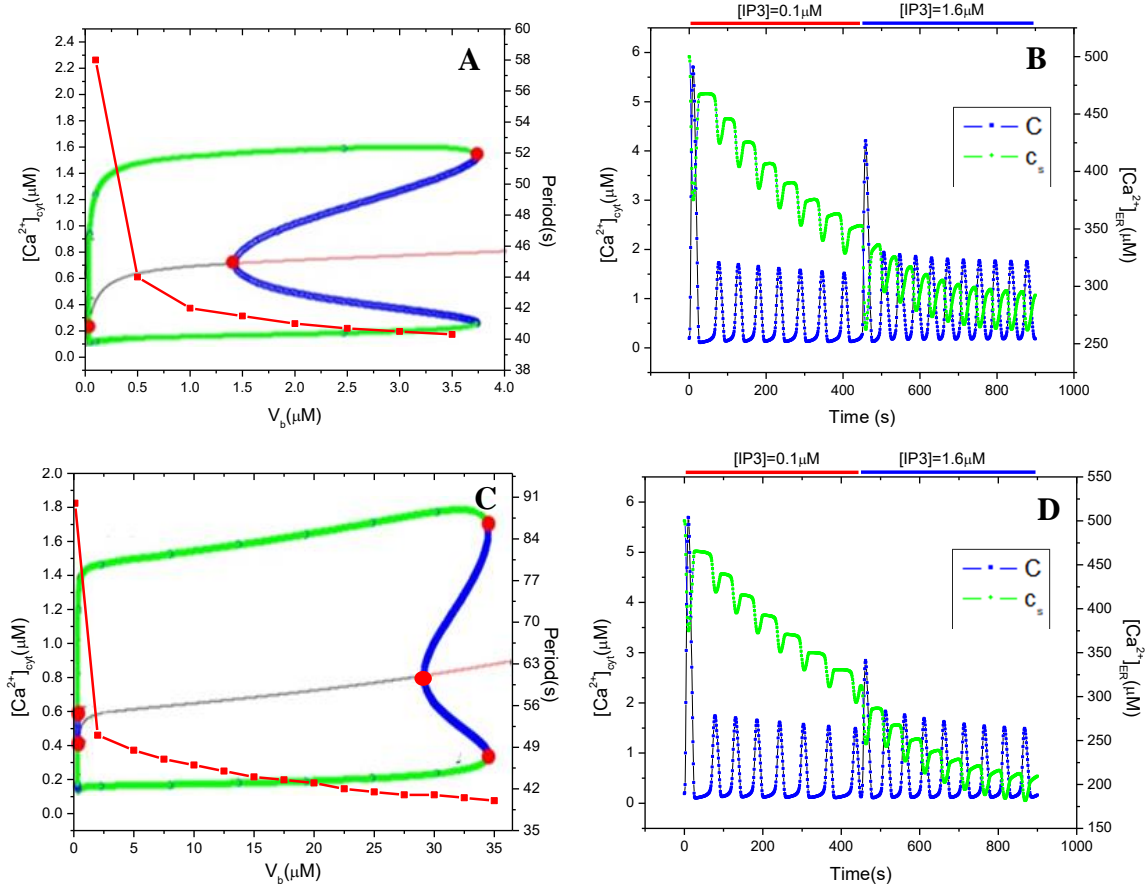 A
[Ca²⁺]cyt(μM)
2.4
2.2
2.0
1.8
1.6
1.4
1.2
1.0
0.8
0.6
0.4
0.2
0.0
60
58
56
54
52
50
48
46
44
42
40
38
Period(s)
0.0 0.5 1.0 1.5 2.0 2.5 3.0 3.5 4.0
V_b(μM)
[IP3]=0.1μM [IP3]=1.6μM
B
[Ca²⁺]cyt(μM)
6
5
4
3
2
1
0
C
c_s
500
450
400
350
300
250
[Ca²⁺]ER(μM)
0 200 400 600 800 1000
Time (s)
C
[Ca²⁺]cyt(μM)
2.0
1.8
1.6
1.4
1.2
1.0
0.8
0.6
0.4
0.2
0.0
91
84
77
70
63
56
49
42
35
Period(s)
0 5 10 15 20 25 30 35
V_b(μM)
[IP3]=0.1μM [IP3]=1.6μM
D
[Ca²⁺]cyt(μM)
6
5
4
3
2
1
0
C
c_s
550
500
450
400
350
300
250
200
150
[Ca²⁺]ER(μM)
0 200 400 600 800 1000
Time(s)